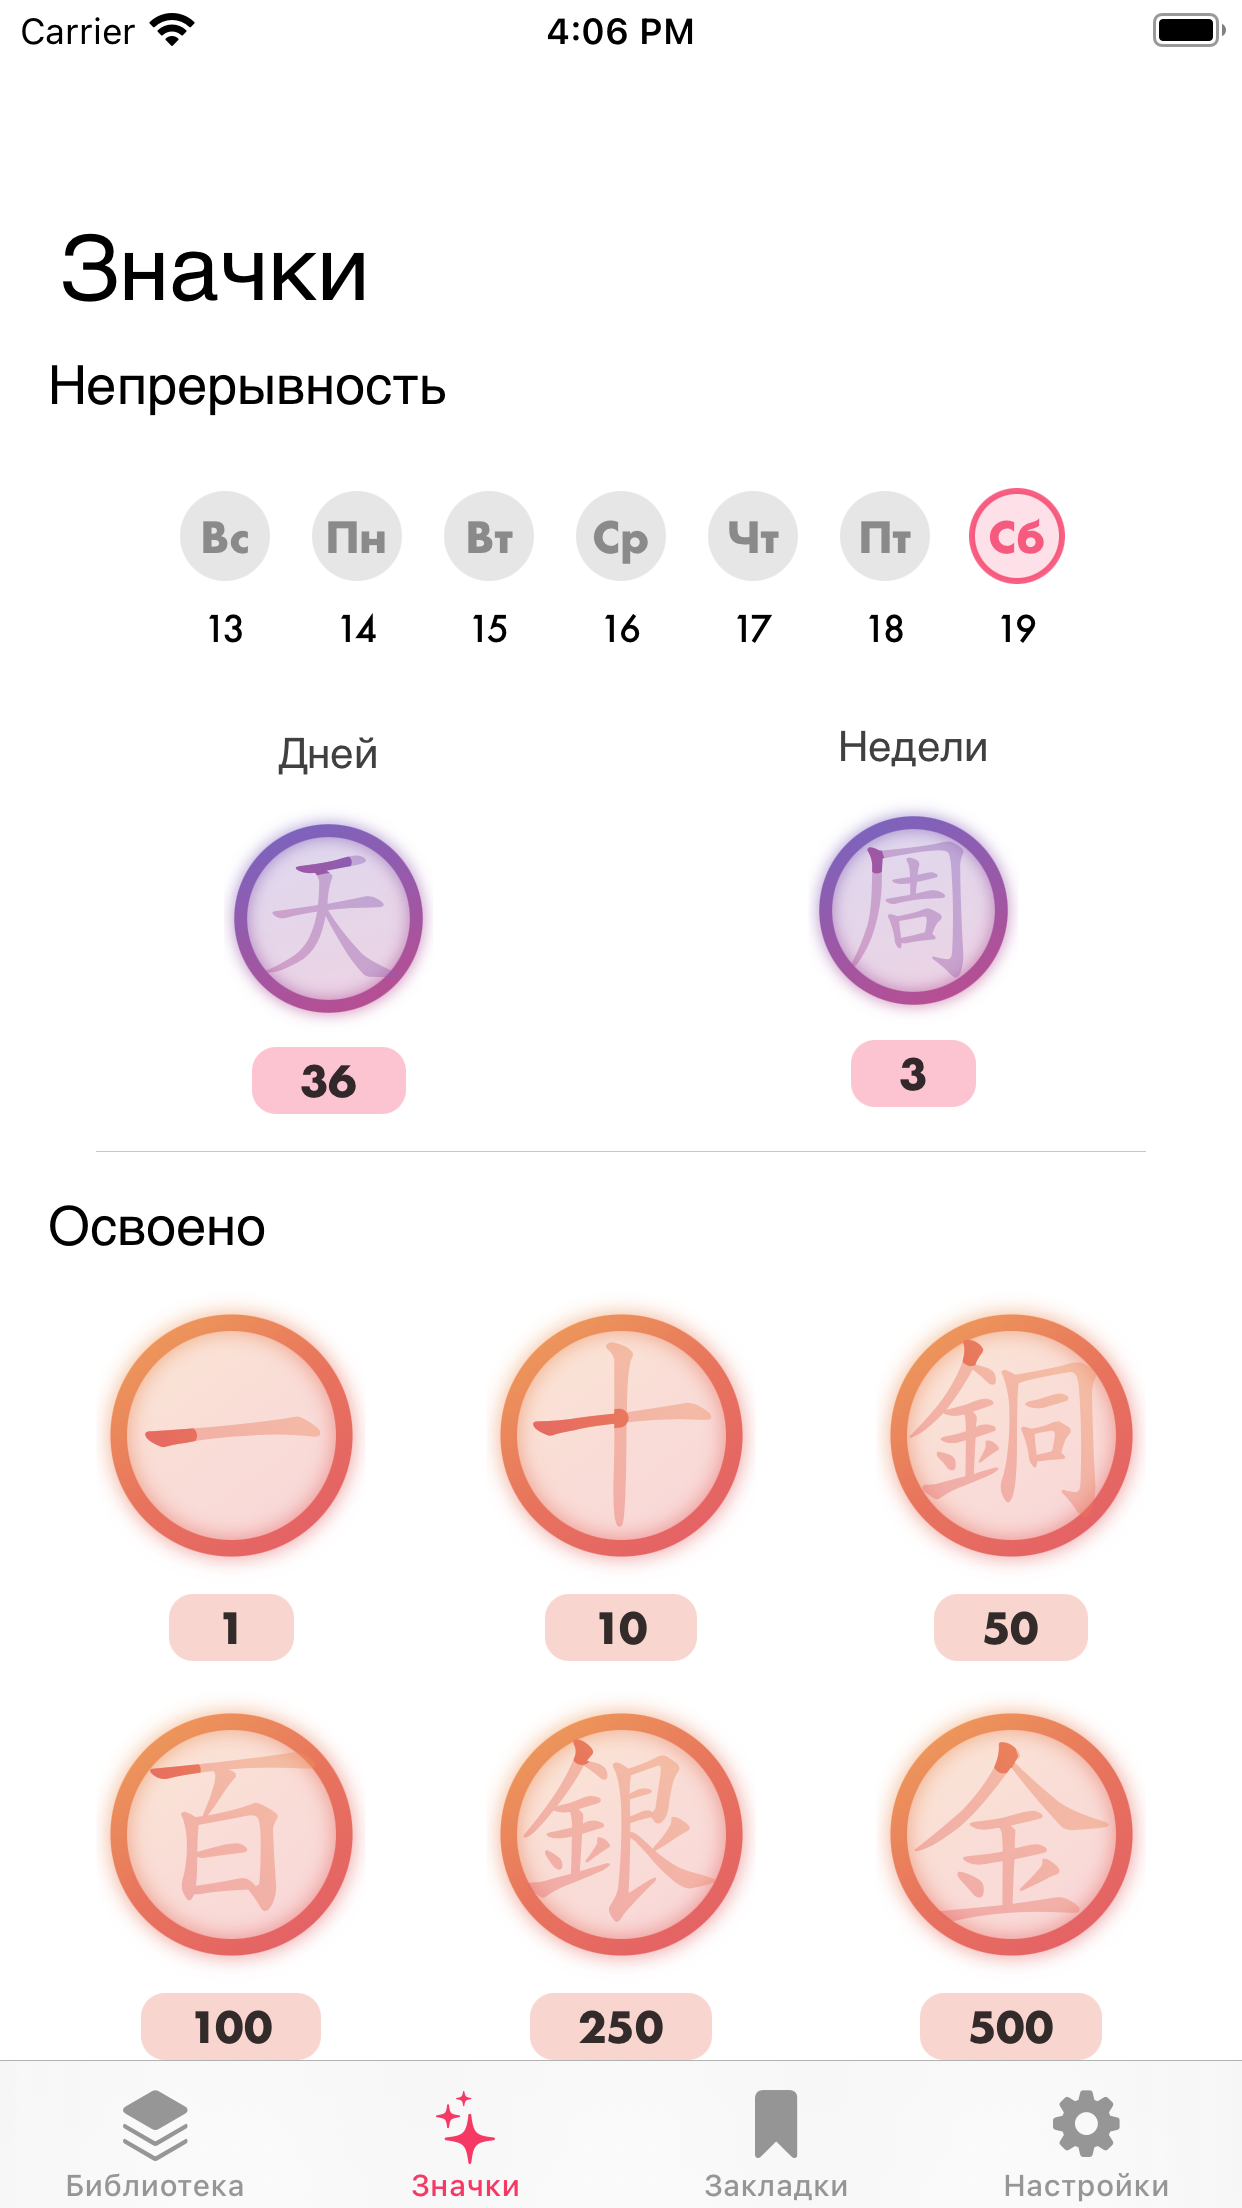 Carrier 4:06 PM
Значки
Непрерывность
Вс Пн Вт Ср Чт Пт Сб
13 14 15 16 17 18 19
Дней Недели
天 周
36 3
Освоено
一 十 銅
1 10 50
百 銀 金
100 250 500
Библиотека Значки Закладки Настройки